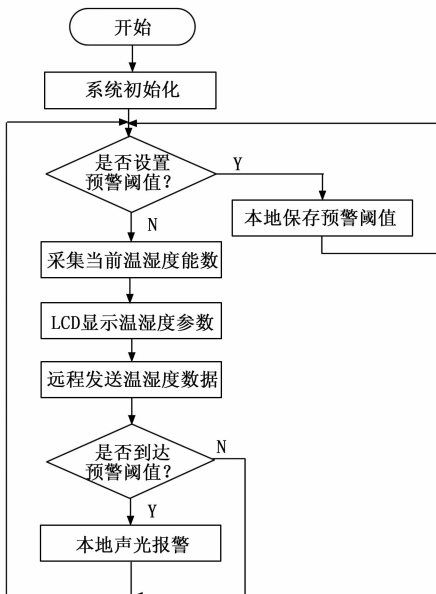 开始
系统初始化
是否设置
预警阈值?
Y
本地保存预警阈值
N
采集当前温湿度能数
LCD显示温湿度参数
远程发送温湿度数据
是否到达
预警阈值?
N
Y
本地声光报警